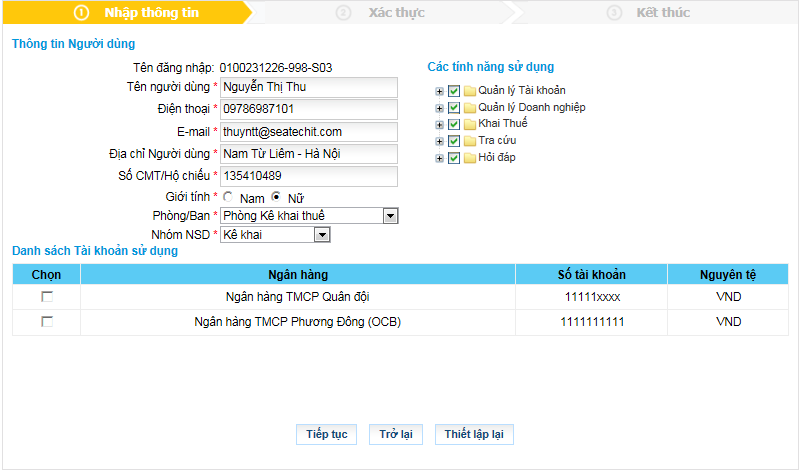 1 Nhập thông tin 2 Xác thực 3 Kết thúc
Thông tin Người dùng
Tên đăng nhập: 0100231226-998-S03
Tên người dùng * Nguyễn Thị Thu
Điện thoại * 09786987101
E-mail * thuyntt@seatechit.com
Địa chỉ Người dùng * Nam Từ Liêm - Hà Nội
Số CMT/Hộ chiếu * 135410489
Giới tính * Nam Nữ
Phòng/Ban * Phòng Kê khai thuế
Nhóm NSD * Kê khai
Các tính năng sử dụng
Quản lý Tài khoản
Quản lý Doanh nghiệp
Khai Thuế
Tra cứu
Hỏi đáp
Danh sách Tài khoản sử dụng
Chọn Ngân hàng Số tài khoản Nguyên tệ
Ngân hàng TMCP Quân đội 11111xxxx VND
Ngân hàng TMCP Phương Đông (OCB) 1111111111 VND
Tiếp tục Trở lại Thiết lập lại